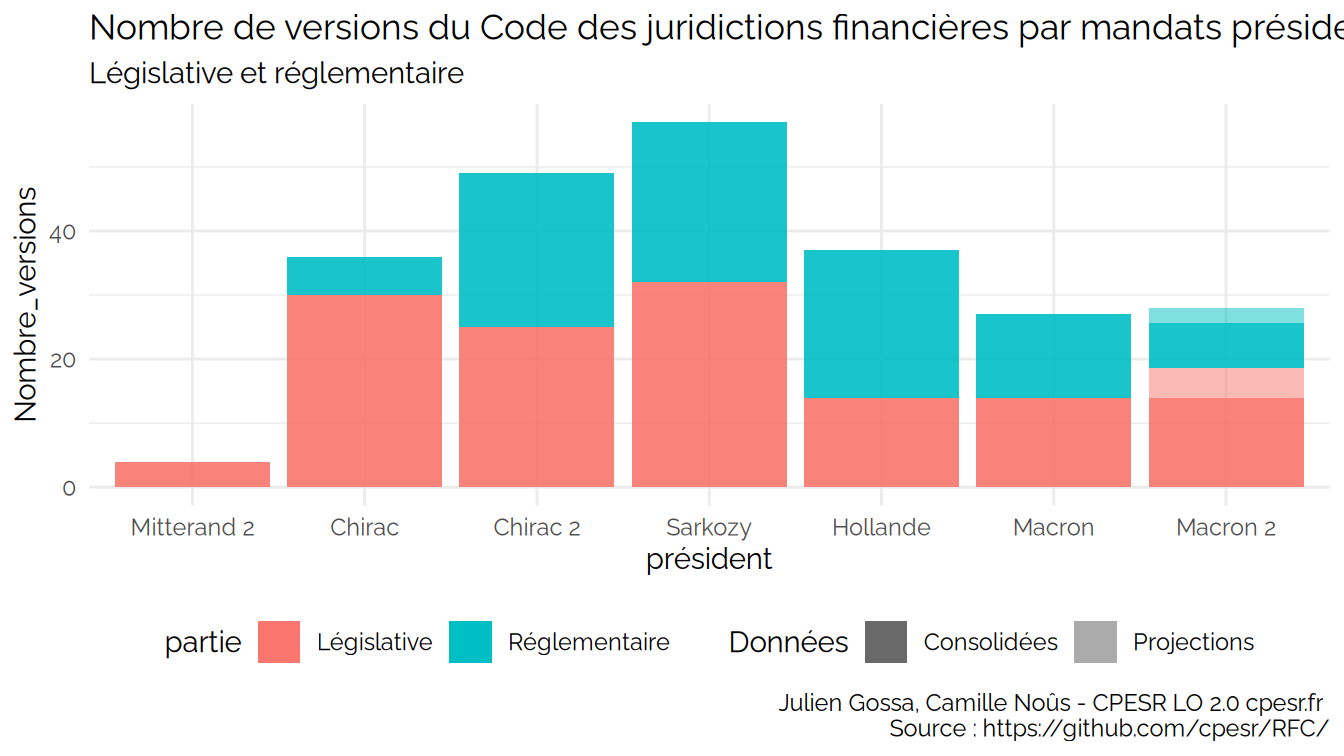 Nombre de versions du Code des juridictions financières par mandats préside
Législative et réglementaire
Nombre_versions
40
20
0
Mitterand 2 Chirac Chirac 2 Sarkozy Hollande Macron Macron 2
président
partie Législative Réglementaire Données Consolidées Projections
Julien Gossa, Camille Noûs - CPESR LO 2.0 cpesr.fr
Source : https://github.com/cpesr/RFC/